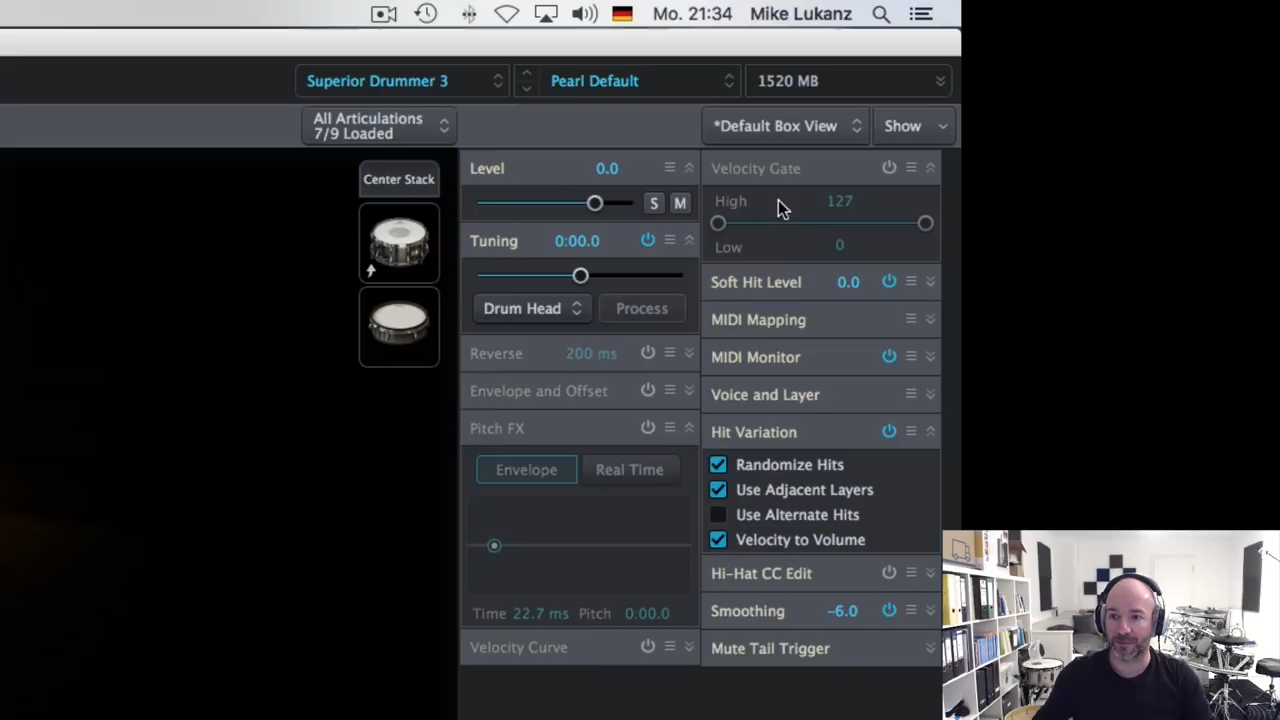 Mo. 21:34 Mike Lukanz
Superior Drummer 3 Pearl Default 1520 MB
All Articulations
7/9 Loaded
*Default Box View Show
Center Stack
Level 0.0
S M
Tuning 0:00.0
Drum Head Process
Reverse 200 ms
Envelope and Offset
Pitch FX
Envelope Real Time
Time 22.7 ms Pitch 0:00.0
Velocity Curve
Velocity Gate
High 127
Low 0
Soft Hit Level 0.0
MIDI Mapping
MIDI Monitor
Voice and Layer
Hit Variation
Randomize Hits
Use Adjacent Layers
Use Alternate Hits
Velocity to Volume
Hi-Hat CC Edit
Smoothing -6.0
Mute Tail Trigger